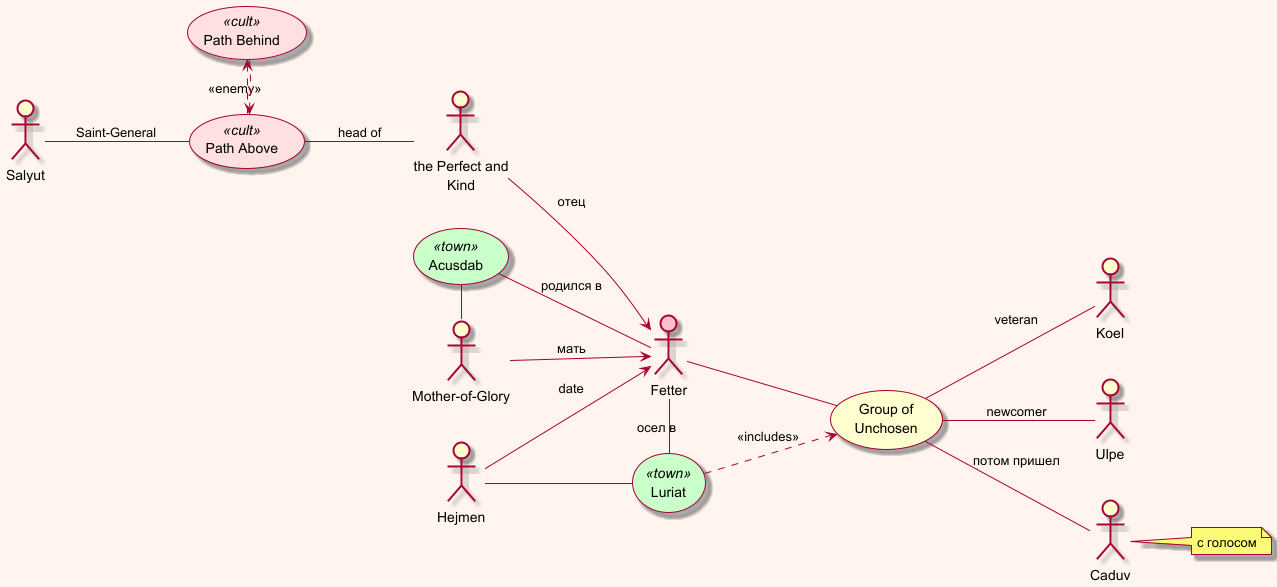 «cult»
Path Behind
«enemy»
Salyut
Saint-General
«cult»
Path Above
head of
the Perfect and
Kind
отец
«town»
Acusdab
родился в
Mother-of-Glory
мать
Fetter
date
осел в
Hejmen
«town»
Luriat
«includes»
Group of
Unchosen
veteran
Koel
newcomer
Ulpe
потом пришел
Caduv
с голосом